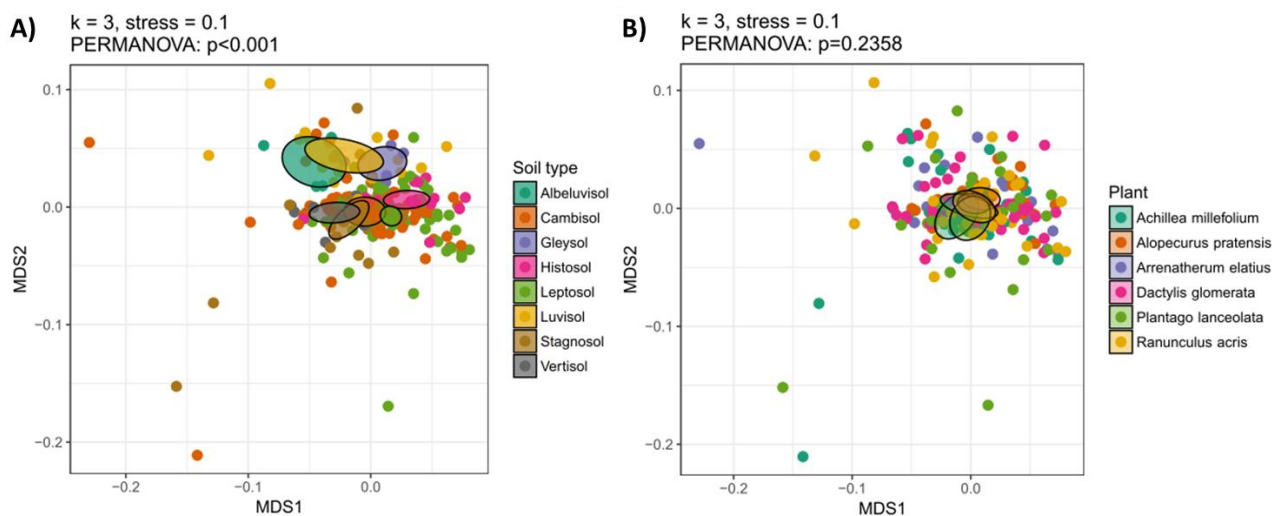 A)
k = 3, stress = 0.1
PERMANOVA: p<0.001
0.1
0.0
−0.1
−0.2
MDS2
−0.2
−0.1
0.0
MDS1
Soil type
Albeluvisol
Cambisol
Gleysol
Histosol
Leptosol
Luvisol
Stagnosol
Vertisol
B)
k = 3, stress = 0.1
PERMANOVA: p=0.2358
0.1
0.0
−0.1
−0.2
MDS2
−0.2
−0.1
0.0
MDS1
Plant
Achillea millefolium
Alopecurus pratensis
Arrenatherum elatius
Dactylis glomerata
Plantago lanceolata
Ranunculus acris